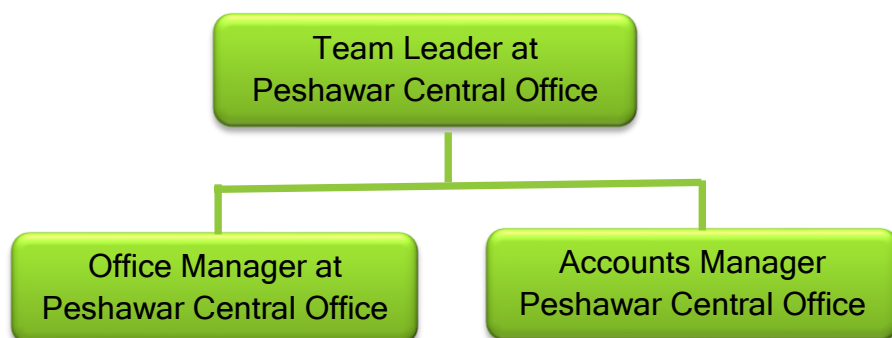 Team Leader at
Peshawar Central Office
Office Manager at
Peshawar Central Office
Accounts Manager
Peshawar Central Office